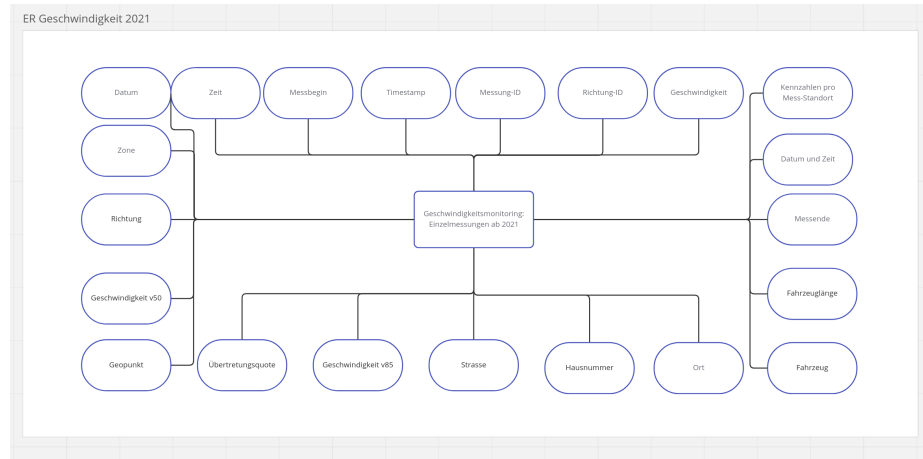 ER Geschwindigkeit 2021
Datum
Zeit
Messbegin
Timestamp
Messung-ID
Richtung-ID
Geschwindigkeit
Kennzahlen pro
Mess-Standort
Zone
Datum und Zeit
Richtung
Geschwindigkeitsmonitoring:
Einzelmessungen ab 2021
Messende
Geschwindigkeit v50
Fahrzeuglänge
Geopunkt
Übertretungsquote
Geschwindigkeit v85
Strasse
Hausnummer
Ort
Fahrzeug